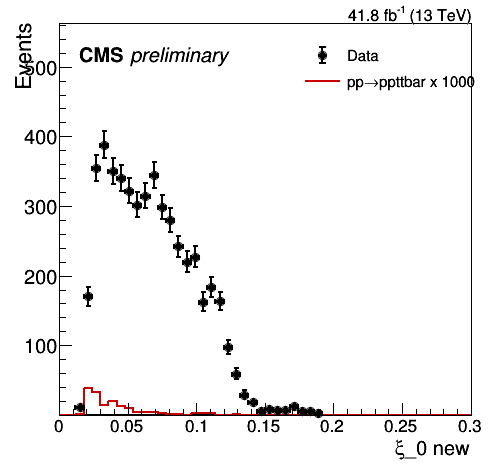 41.8 fb⁻¹ (13 TeV)
Events
CMS preliminary
Data
pp→ppttbar x 1000
500
400
300
200
100
0 0.05 0.1 0.15 0.2 0.25 0.3
ξ_0 new